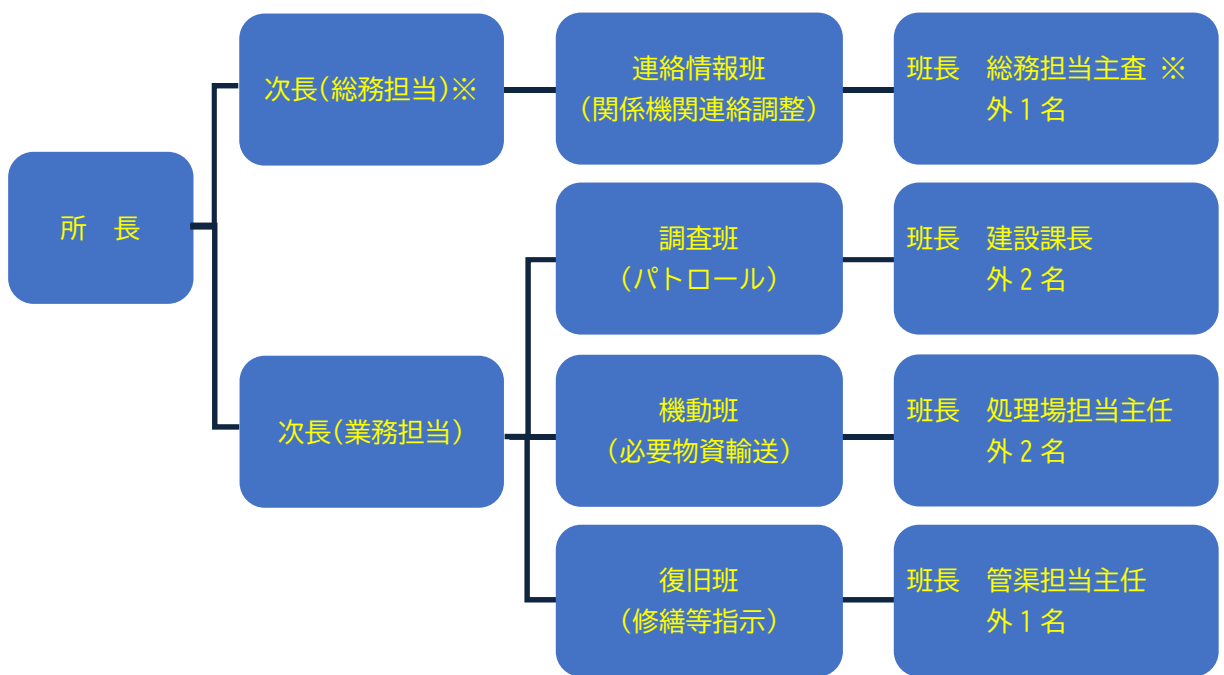 所　長
次長(総務担当)※
連絡情報班
(関係機関連絡調整)
班長　総務担当主査 ※
外1名
次長(業務担当)
調査班
(パトロール)
班長　建設課長
外2名
機動班
(必要物資輸送)
班長　処理場担当主任
外2名
復旧班
(修繕等指示)
班長　管渠担当主任
外1名